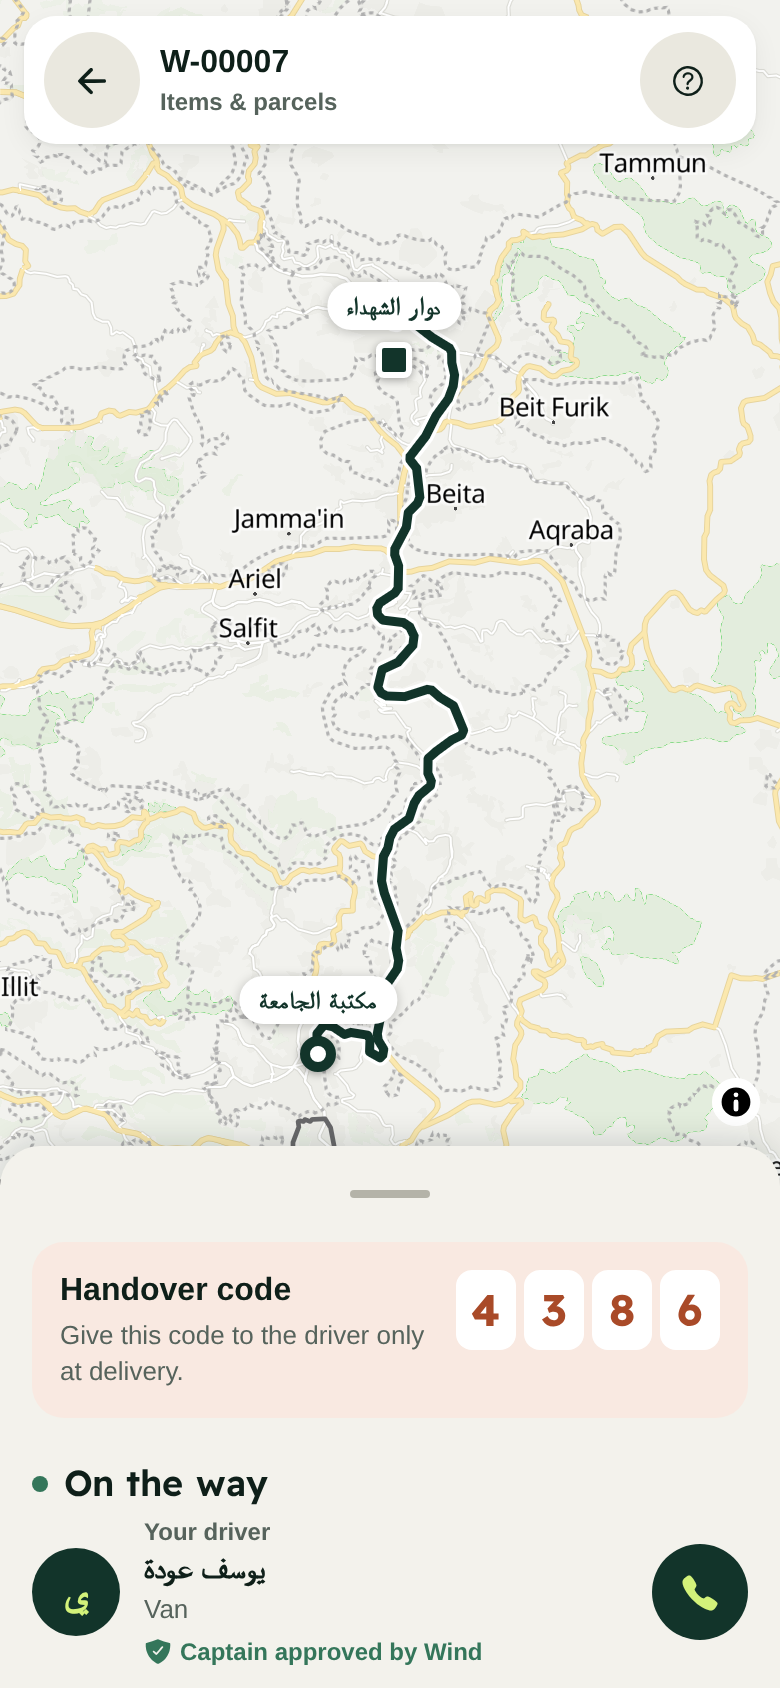 W-00007
Items & parcels
Tammun
دوار الشهداء
Beit Furik
Beita
Jamma'in
Aqraba
Ariel
Salfit
Illit
مكتبة الجامعة
Handover code
4 3 8 6
Give this code to the driver only
at delivery.
On the way
Your driver
يوسف عودة
ي
Van
Captain approved by Wind